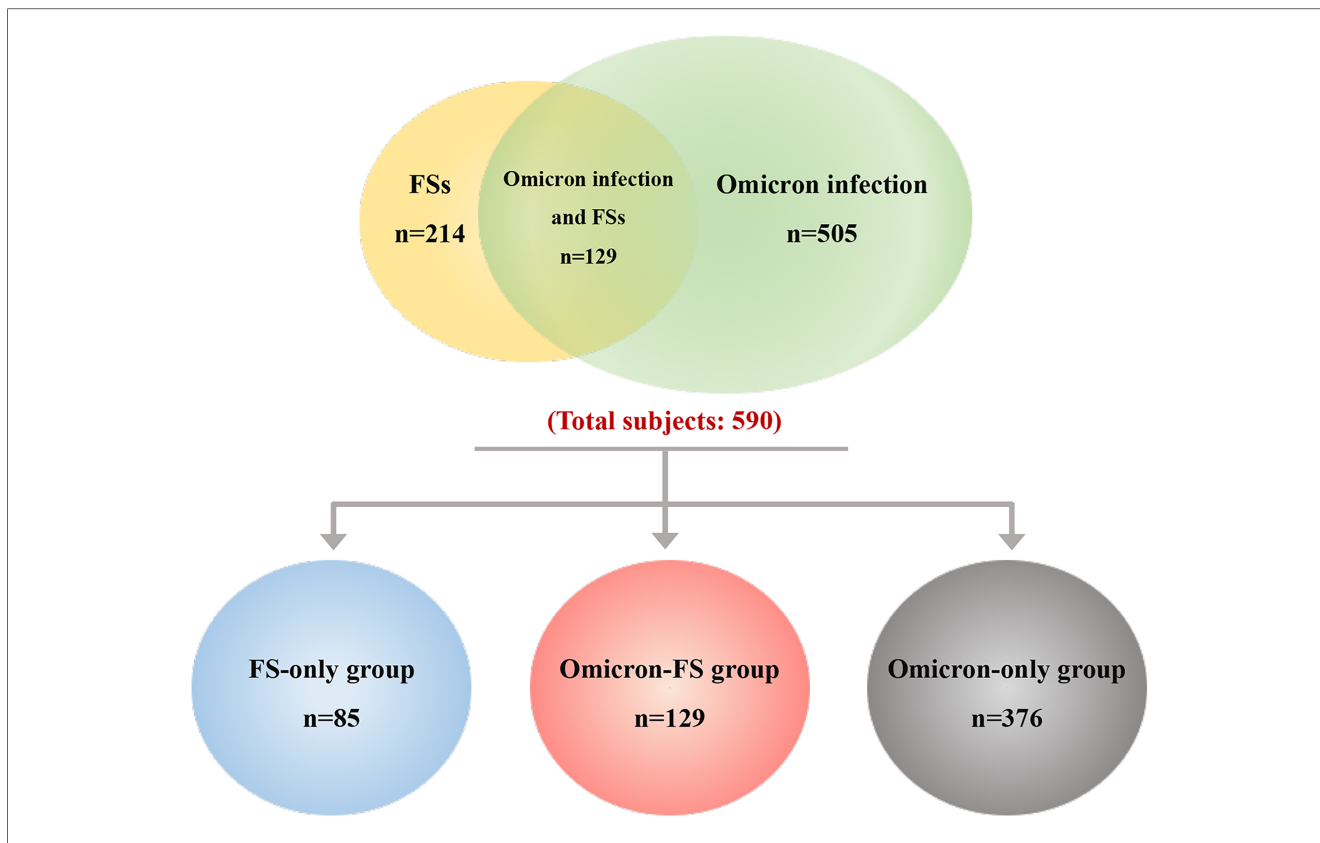 FSs
n=214
Omicron infection
and FSs
n=129
Omicron infection
n=505
(Total subjects: 590)
FS-only group
n=85
Omicron-FS group
n=129
Omicron-only group
n=376